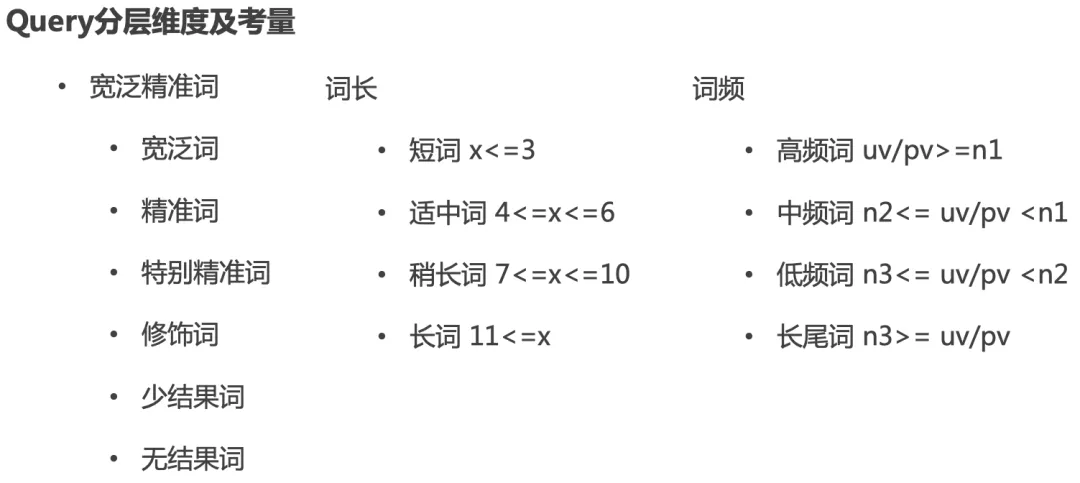 Query分层维度及考量
• 宽泛精准词
• 宽泛词
• 精准词
• 特别精准词
• 修饰词
• 少结果词
• 无结果词
词长
• 短词 x<=3
• 适中词 4<=x<=6
• 稍长词 7<=x<=10
• 长词 11<=x
词频
• 高频词 uv/pv>=n1
• 中频词 n2<= uv/pv <n1
• 低频词 n3<= uv/pv <n2
• 长尾词 n3>= uv/pv